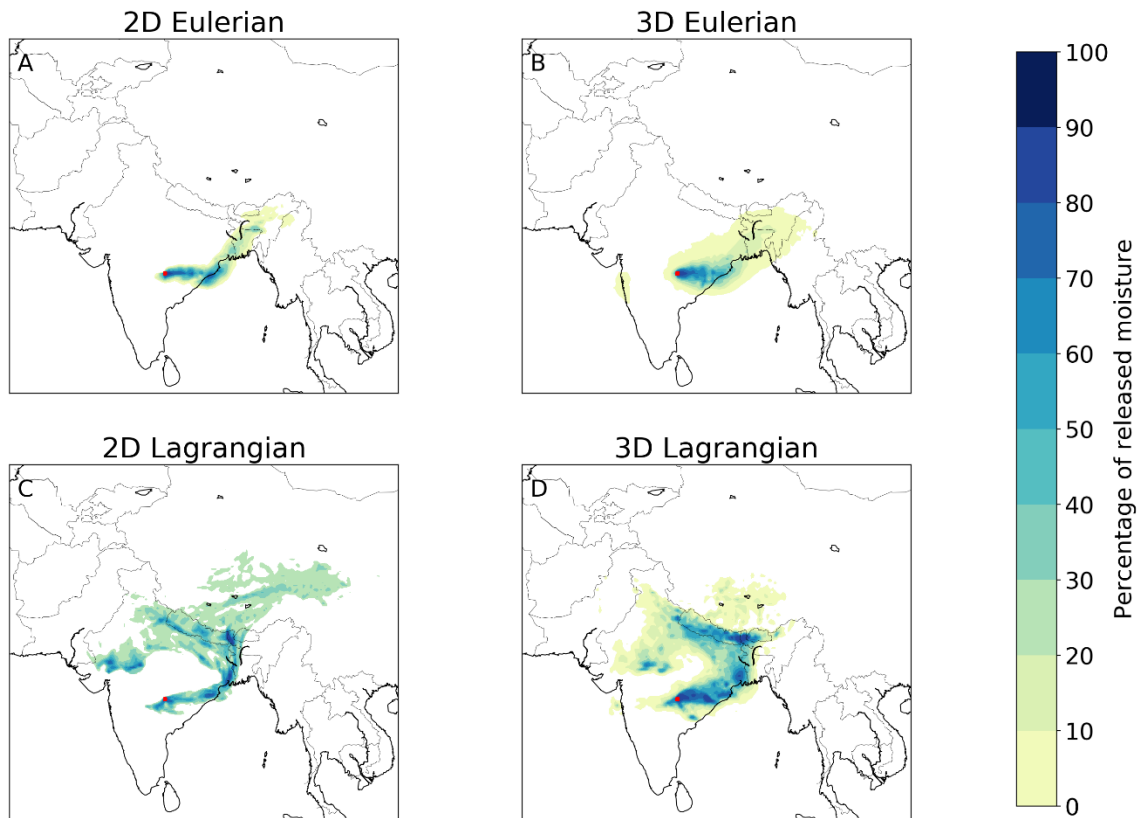 2D Eulerian
A
3D Eulerian
B
2D Lagrangian
C
3D Lagrangian
D
100
90
80
70
60
50
40
30
20
10
0
Percentage of released moisture